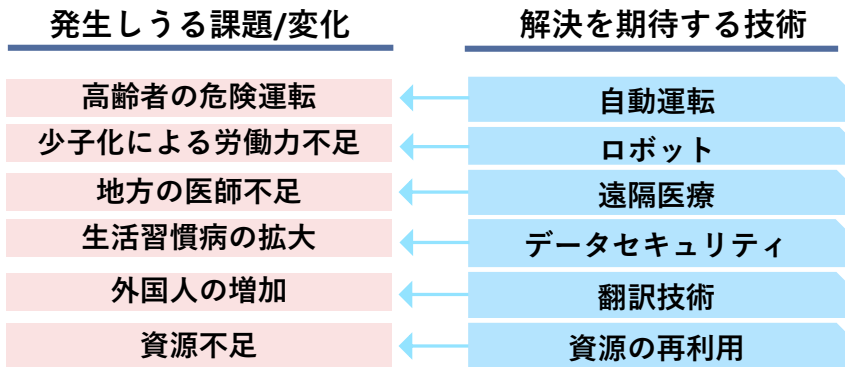 発生しうる課題/変化
解決を期待する技術
高齢者の危険運転
自動運転
少子化による労働力不足
ロボット
地方の医師不足
遠隔医療
生活習慣病の拡大
データセキュリティ
外国人の増加
翻訳技術
資源不足
資源の再利用